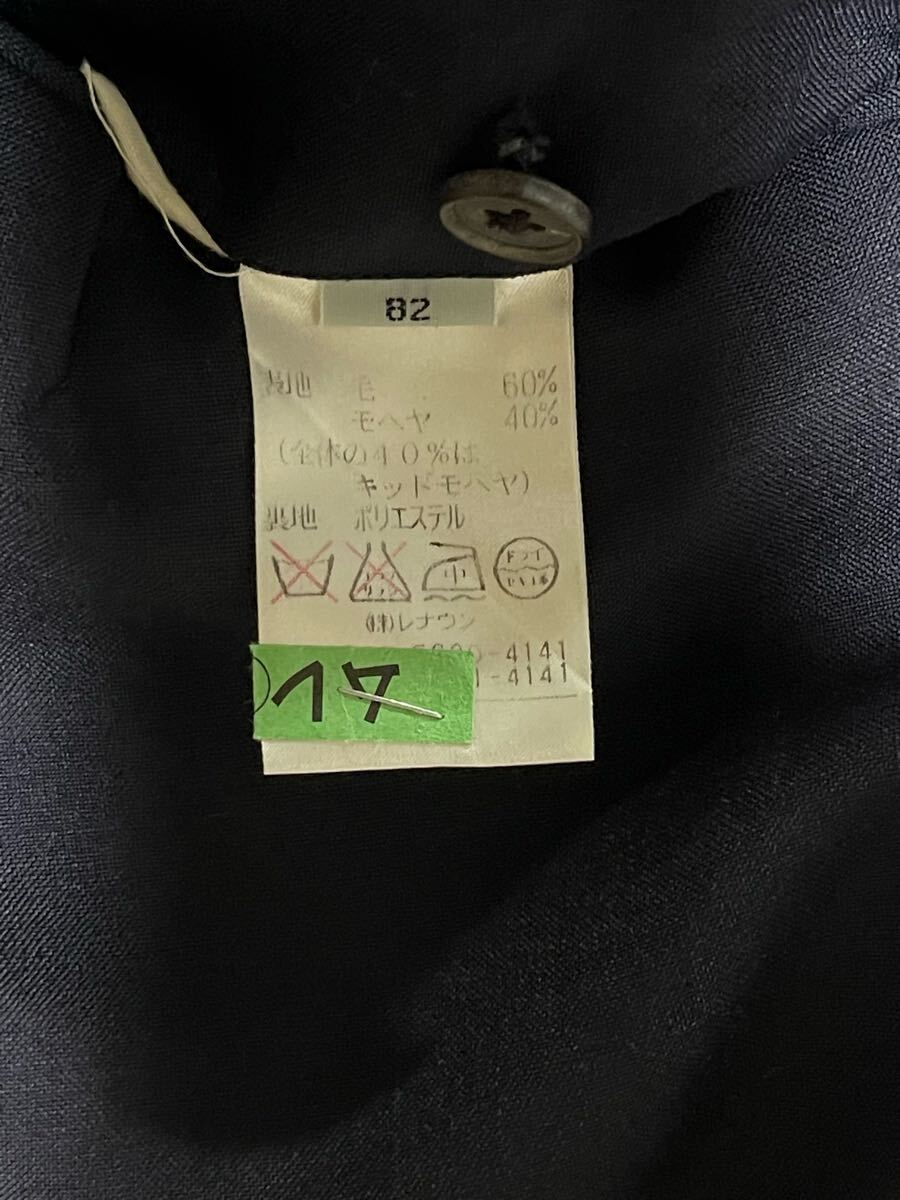 82
表地 毛 60%
モヘヤ 40%
(全体の40%は
キッドモヘヤ)
裏地 ポリエステル
中
ドライ
(株)レナウン
-4141
1-4141